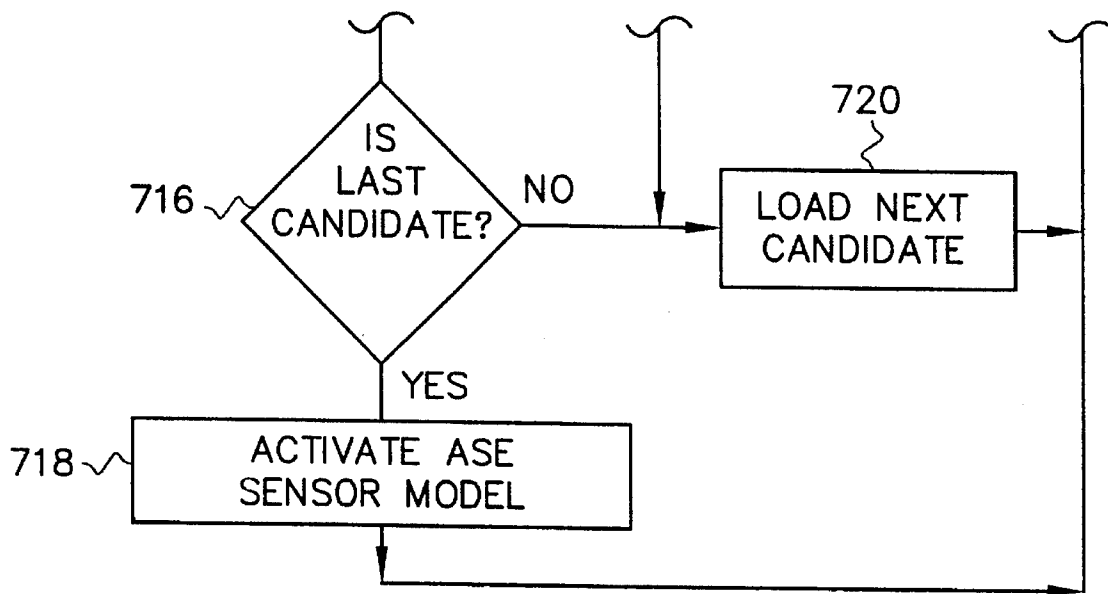 720
IS
LAST
CANDIDATE?
716
NO
LOAD NEXT
CANDIDATE
YES
718
ACTIVATE ASE
SENSOR MODEL